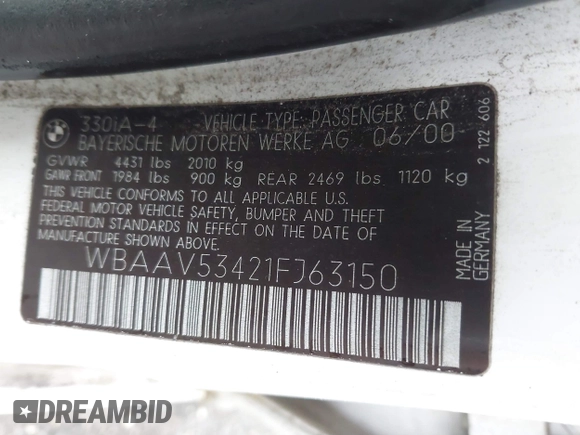 BMW
330iA-4 VEHICLE TYPE: PASSENGER CAR
BAYERISCHE MOTOREN WERKE AG 06/00
GVWR 4431 lbs 2010 kg
GAWR FRONT 1984 lbs 900 kg REAR 2469 lbs 1120 kg
THIS VEHICLE CONFORMS TO ALL APPLICABLE U.S.
FEDERAL MOTOR VEHICLE SAFETY, BUMPER AND THEFT
PREVENTION STANDARDS IN EFFECT ON THE DATE OF
MANUFACTURE SHOWN ABOVE.
WBAAV53421FJ63150
2 122 606
MADE IN
GERMANY
DREAMBID